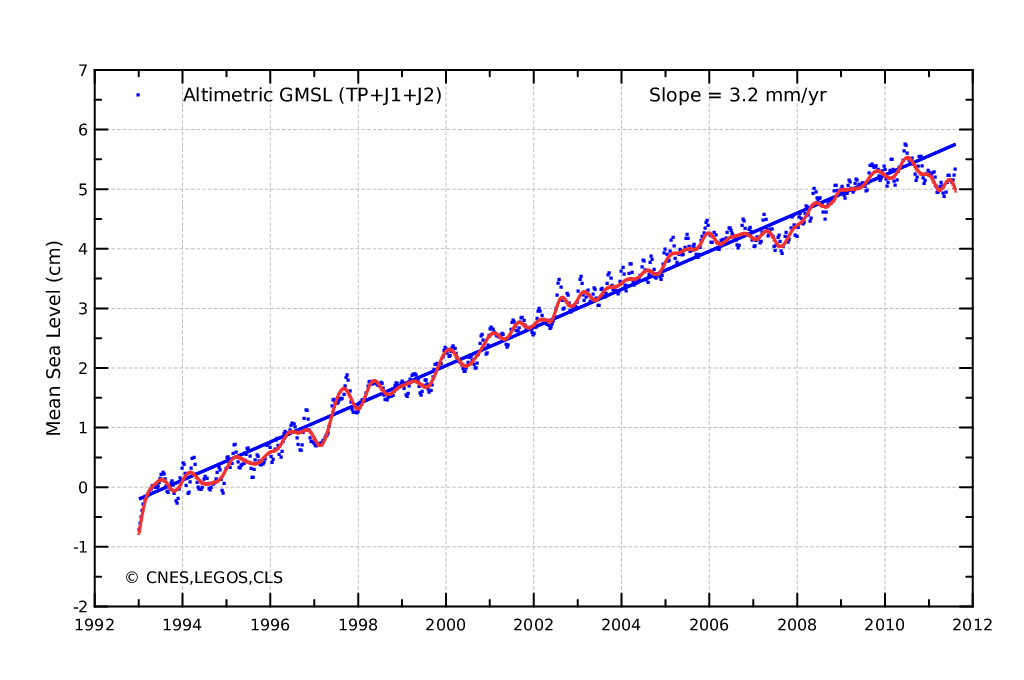 Altimetric GMSL (TP+J1+J2)
Slope = 3.2 mm/yr
Mean Sea Level (cm)
7
6
5
4
3
2
1
0
-1
-2
© CNES,LEGOS,CLS
1992 1994 1996 1998 2000 2002 2004 2006 2008 2010 2012